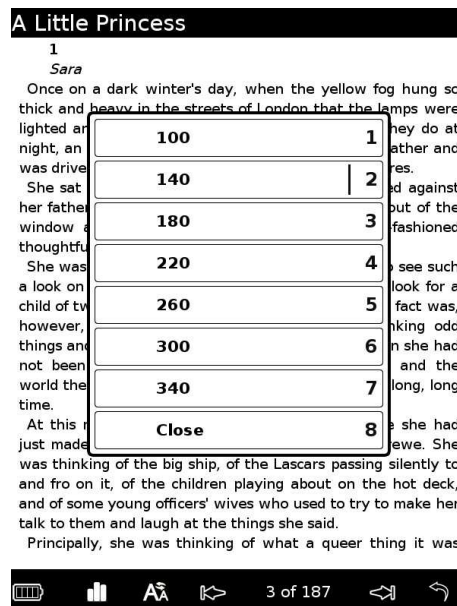 A Little Princess
1
Sara
Once on a dark winter's day, when the yellow fog hung so
thick and heavy in the streets of London that the lamps were
lighted hey do at
night, an ather and
was drive res.
She sat ed against
her father out of the
window -fashioned
thoughtfu
She was see such
a look on look for a
child of tw fact was,
however, nking odd
things and n she had
not been and the
world the long, long
time.
At this e she had
just made rewe. She
was thinking of the big ship, of the Lascars passing silently to
and fro on it, of the children playing about on the hot deck,
and of some young officers' wives who used to try to make her
talk to them and laugh at the things she said.
Principally, she was thinking of what a queer thing it was
100 1
140 2
180 3
220 4
260 5
300 6
340 7
Close 8
3 of 187